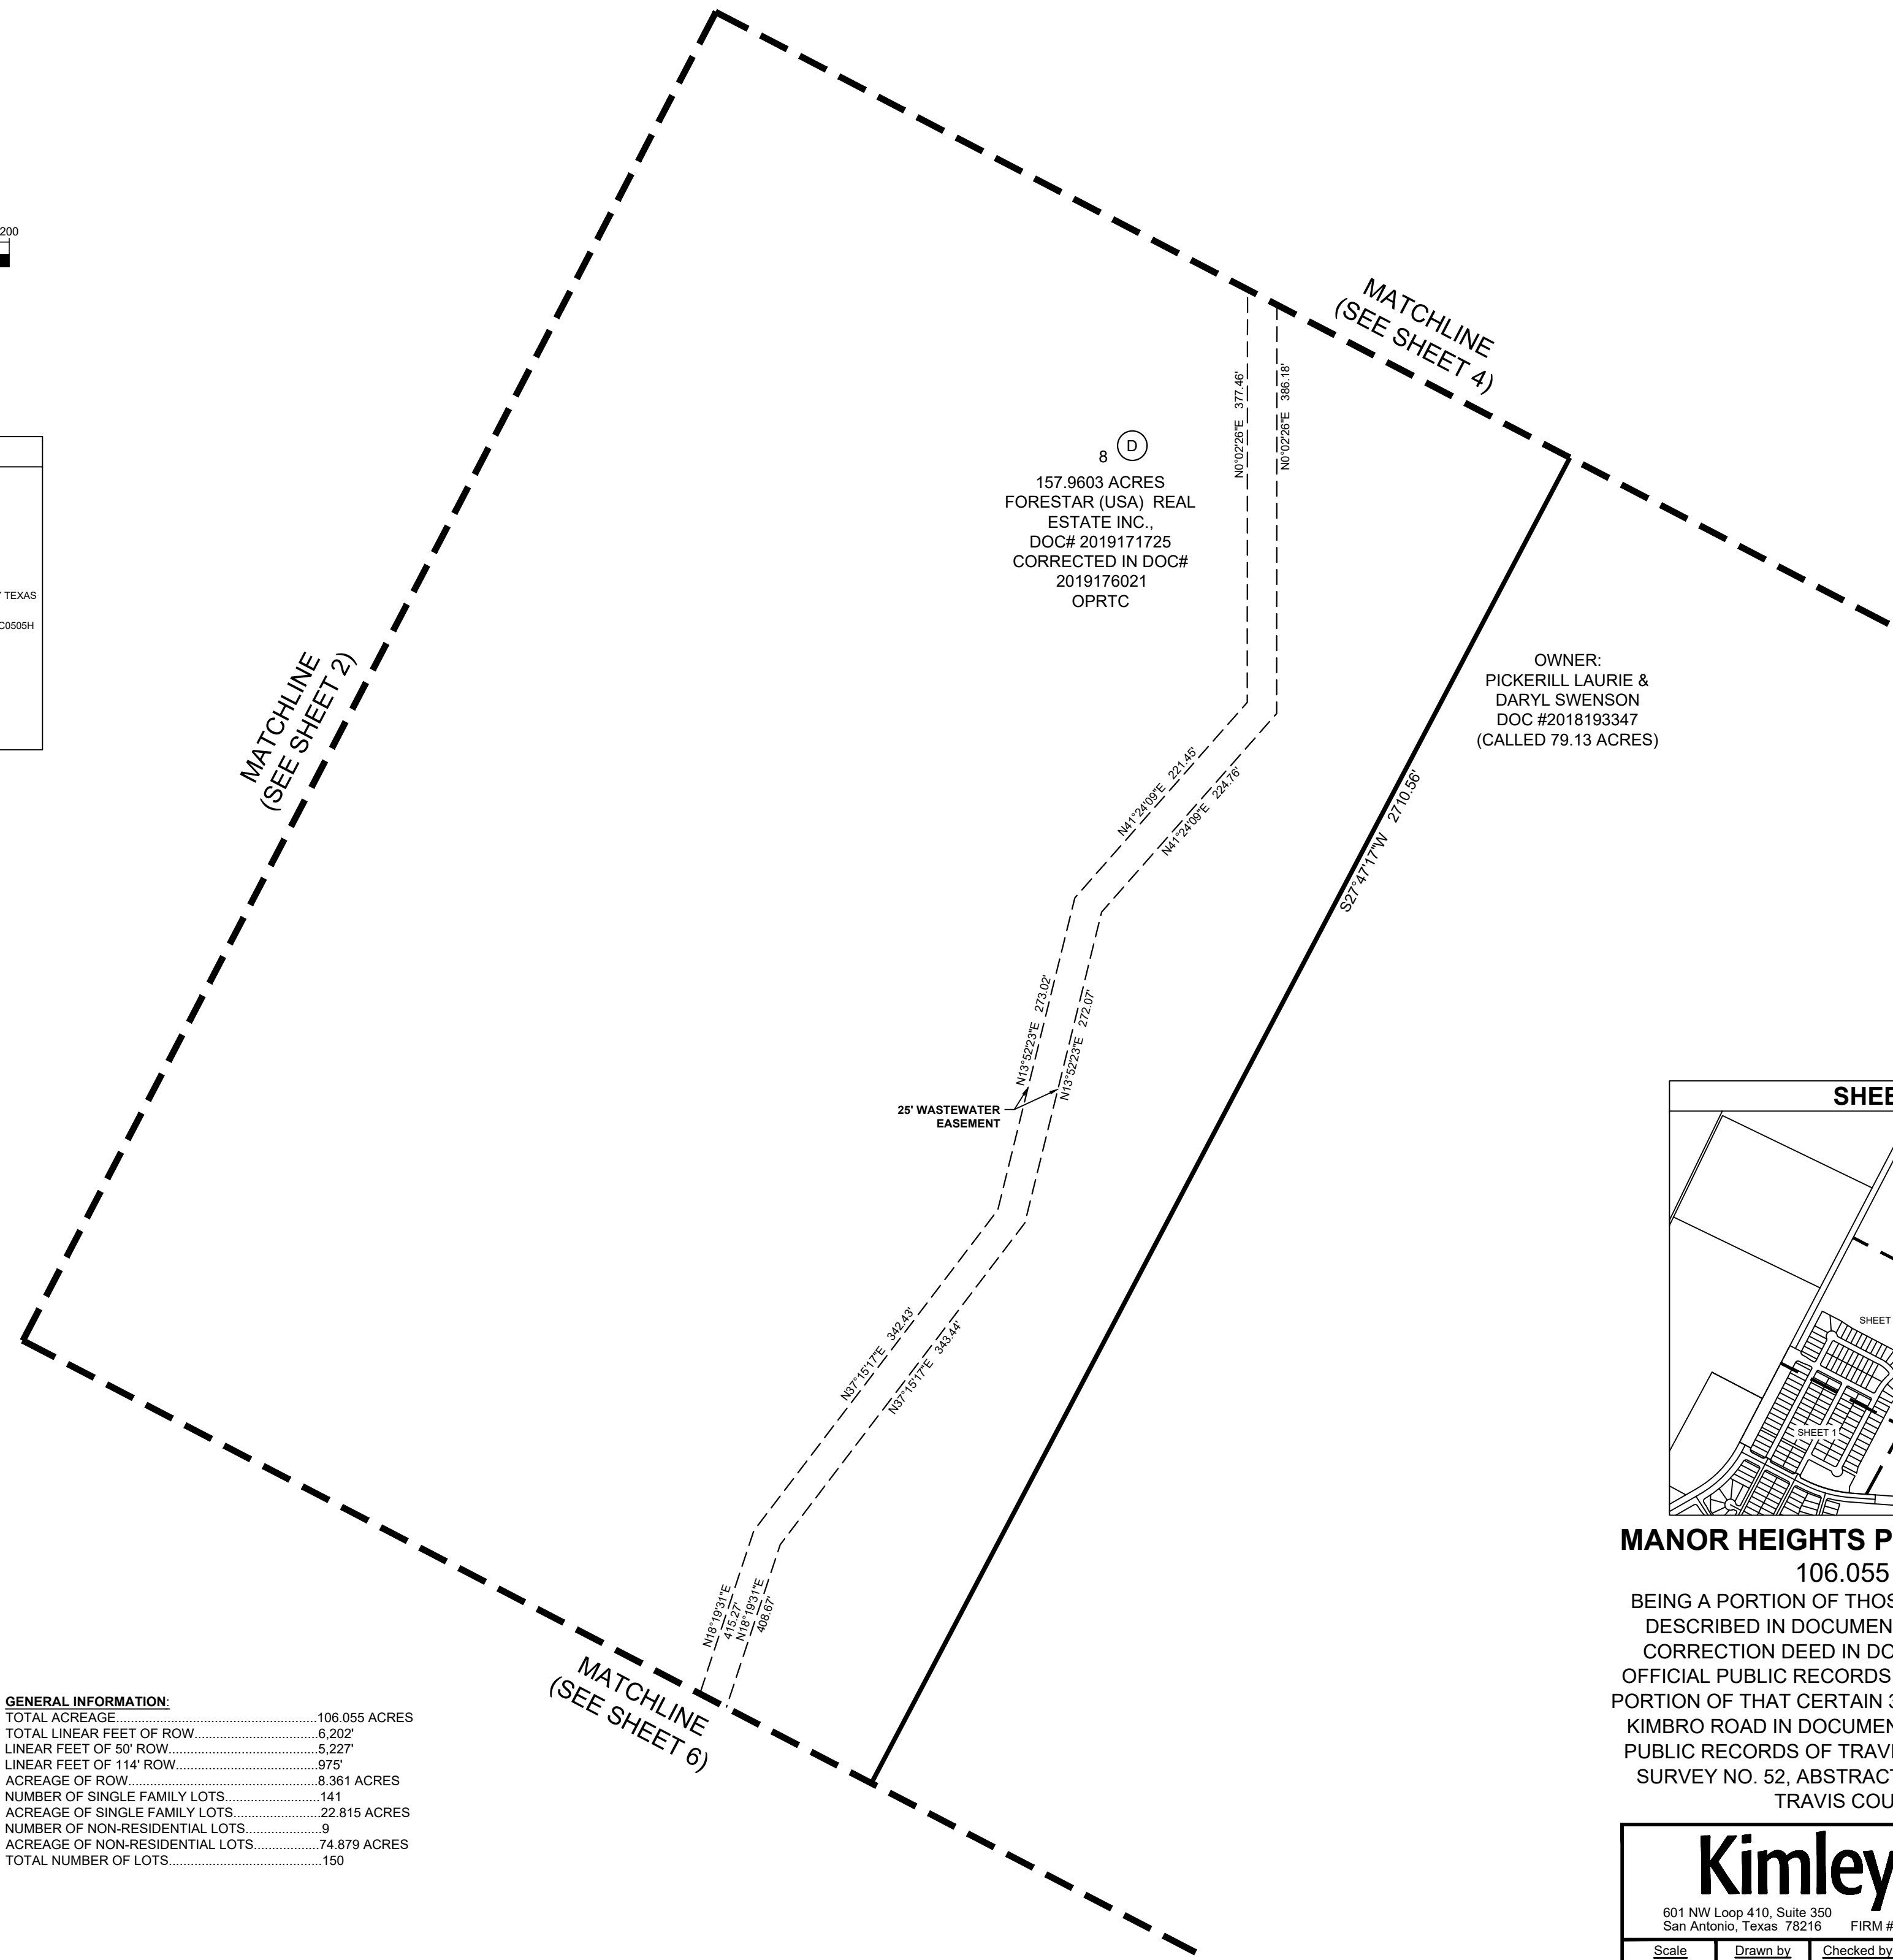 200
Y TEXAS
C0505H
MATCHLINE
(SEE SHEET 2)
MATCHLINE
(SEE SHEET 4)
N0°02'26"E 377.46'
N0°02'26"E 386.18'
8 D
157.9603 ACRES
FORESTAR (USA) REAL
ESTATE INC.,
DOC# 2019171725
CORRECTED IN DOC#
2019176021
OPRTC
OWNER:
PICKERILL LAURIE &
DARYL SWENSON
DOC #2018193347
(CALLED 79.13 ACRES)
N41°24'09"E 221.45'
N41°24'09"E 224.76'
S27°47'17"W 2710.56'
N13°52'23"E 273.02'
N13°52'23"E 272.07'
25' WASTEWATER
EASEMENT
N37°15'17"E 342.43'
N37°15'17"E 343.44'
N18°19'31"E
415.27'
N18°19'31"E
408.67'
MATCHLINE
(SEE SHEET 6)
GENERAL INFORMATION:
TOTAL ACREAGE......................................................106.055 ACRES
TOTAL LINEAR FEET OF ROW.................................6,202'
LINEAR FEET OF 50' ROW........................................5,227'
LINEAR FEET OF 114' ROW......................................975'
ACREAGE OF ROW...................................................8.361 ACRES
NUMBER OF SINGLE FAMILY LOTS.........................141
ACREAGE OF SINGLE FAMILY LOTS.......................22.815 ACRES
NUMBER OF NON-RESIDENTIAL LOTS....................9
ACREAGE OF NON-RESIDENTIAL LOTS.................74.879 ACRES
TOTAL NUMBER OF LOTS.........................................150
SHEE
SHEET
SHEET 1
MANOR HEIGHTS P
106.055
BEING A PORTION OF THOS
DESCRIBED IN DOCUMEN
CORRECTION DEED IN DO
OFFICIAL PUBLIC RECORDS
PORTION OF THAT CERTAIN 3
KIMBRO ROAD IN DOCUMEN
PUBLIC RECORDS OF TRAVI
SURVEY NO. 52, ABSTRACT
TRAVIS COU
Kimley
601 NW Loop 410, Suite 350
San Antonio, Texas 78216 FIRM #
Scale Drawn by Checked by